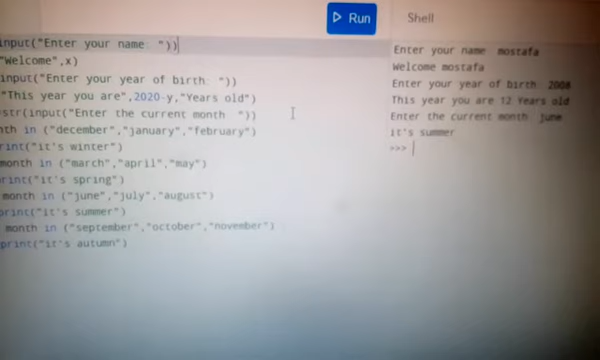 Run
Shell
input("Enter your name: "))
"Welcome",x)
input("Enter your year of birth: "))
"This year you are",2020-y,"Years old")
str(input("Enter the current month: "))
nth in ("december","january","february")
rint("it's winter")
month in ("march","april","may")
print("it's spring")
month in ("june","july","august")
print("it's summer")
month in ("september","october","november")
print("it's autumn")
Enter your name: mostafa
Welcome mostafa
Enter your year of birth: 2008
This year you are 12 Years old
Enter the current month: june
it's summer
>>>